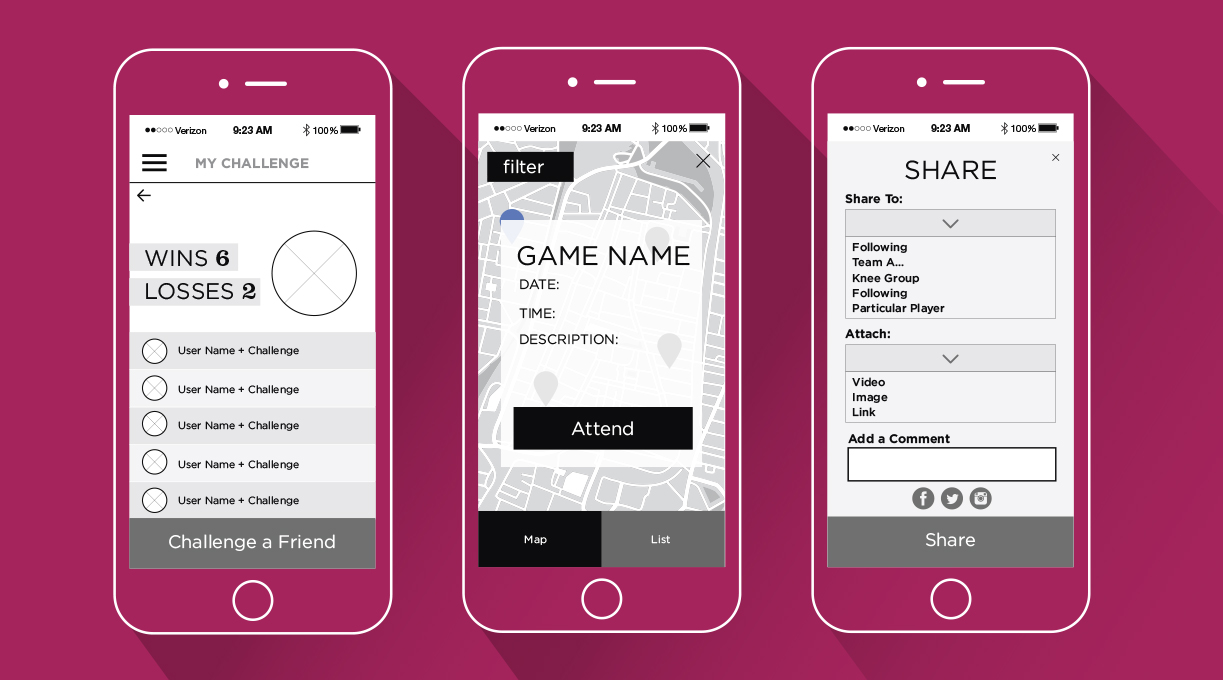 Verizon 9:23 AM 100%
MY CHALLENGE
WINS 6
LOSSES 2
User Name + Challenge
User Name + Challenge
User Name + Challenge
User Name + Challenge
User Name + Challenge
Challenge a Friend
Verizon 9:23 AM 100%
filter
GAME NAME
DATE:
TIME:
DESCRIPTION:
Attend
Map List
Verizon 9:23 AM 100%
SHARE
Share To:
Following
Team A...
Knee Group
Following
Particular Player
Attach:
Video
Image
Link
Add a Comment
Share